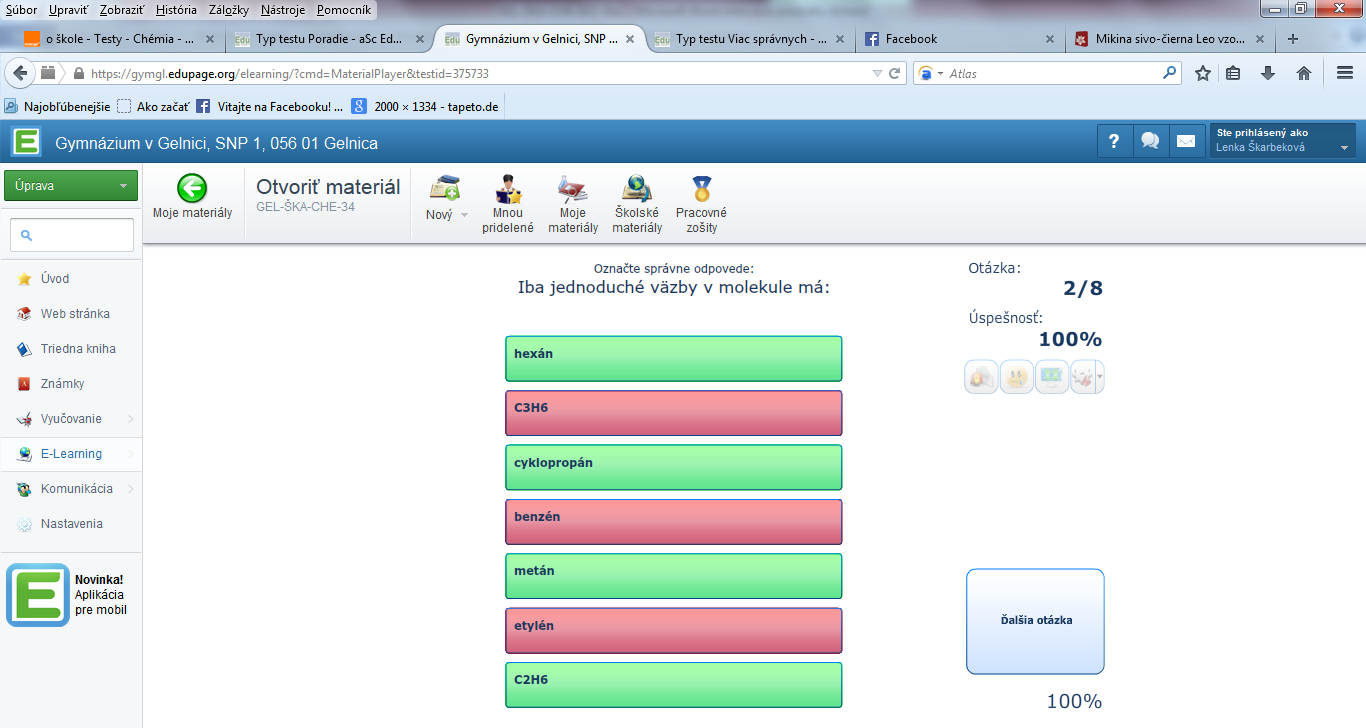 Súbor Upraviť Zobraziť História Záložky Nástroje Pomocník
o škole - Testy - Chémia - ...
Typ testu Poradie - aSc Ed...
Gymnázium v Gelnici, SNP ...
Typ testu Viac správnych - ...
Facebook
Mikina sivo-čierna Leo vzo...
https://gymgl.edupage.org/elearning/?cmd=MaterialPlayer&testid=375733
Atlas
Najobľúbenejšie Ako začať Vitajte na Facebooku! ... 2000 × 1334 - tapeto.de
Gymnázium v Gelnici, SNP 1, 056 01 Gelnica
?
Ste prihlásený ako
Lenka Škarbeková
Úprava
Moje materiály
Otvoriť materiál
GEL-ŠKA-CHE-34
Nový
Mnou
pridelené
Moje
materiály
Školské
materiály
Pracovné
zošity
Úvod
Web stránka
Triedna kniha
Známky
Vyučovanie
E-Learning
Komunikácia
Nastavenia
Novinka!
Aplikácia
pre mobil
Označte správne odpovede:
Iba jednoduché väzby v molekule má:
hexán
C3H6
cyklopropán
benzén
metán
etylén
C2H6
Otázka:
2/8
Úspešnosť:
100%
Ďalšia otázka
100%